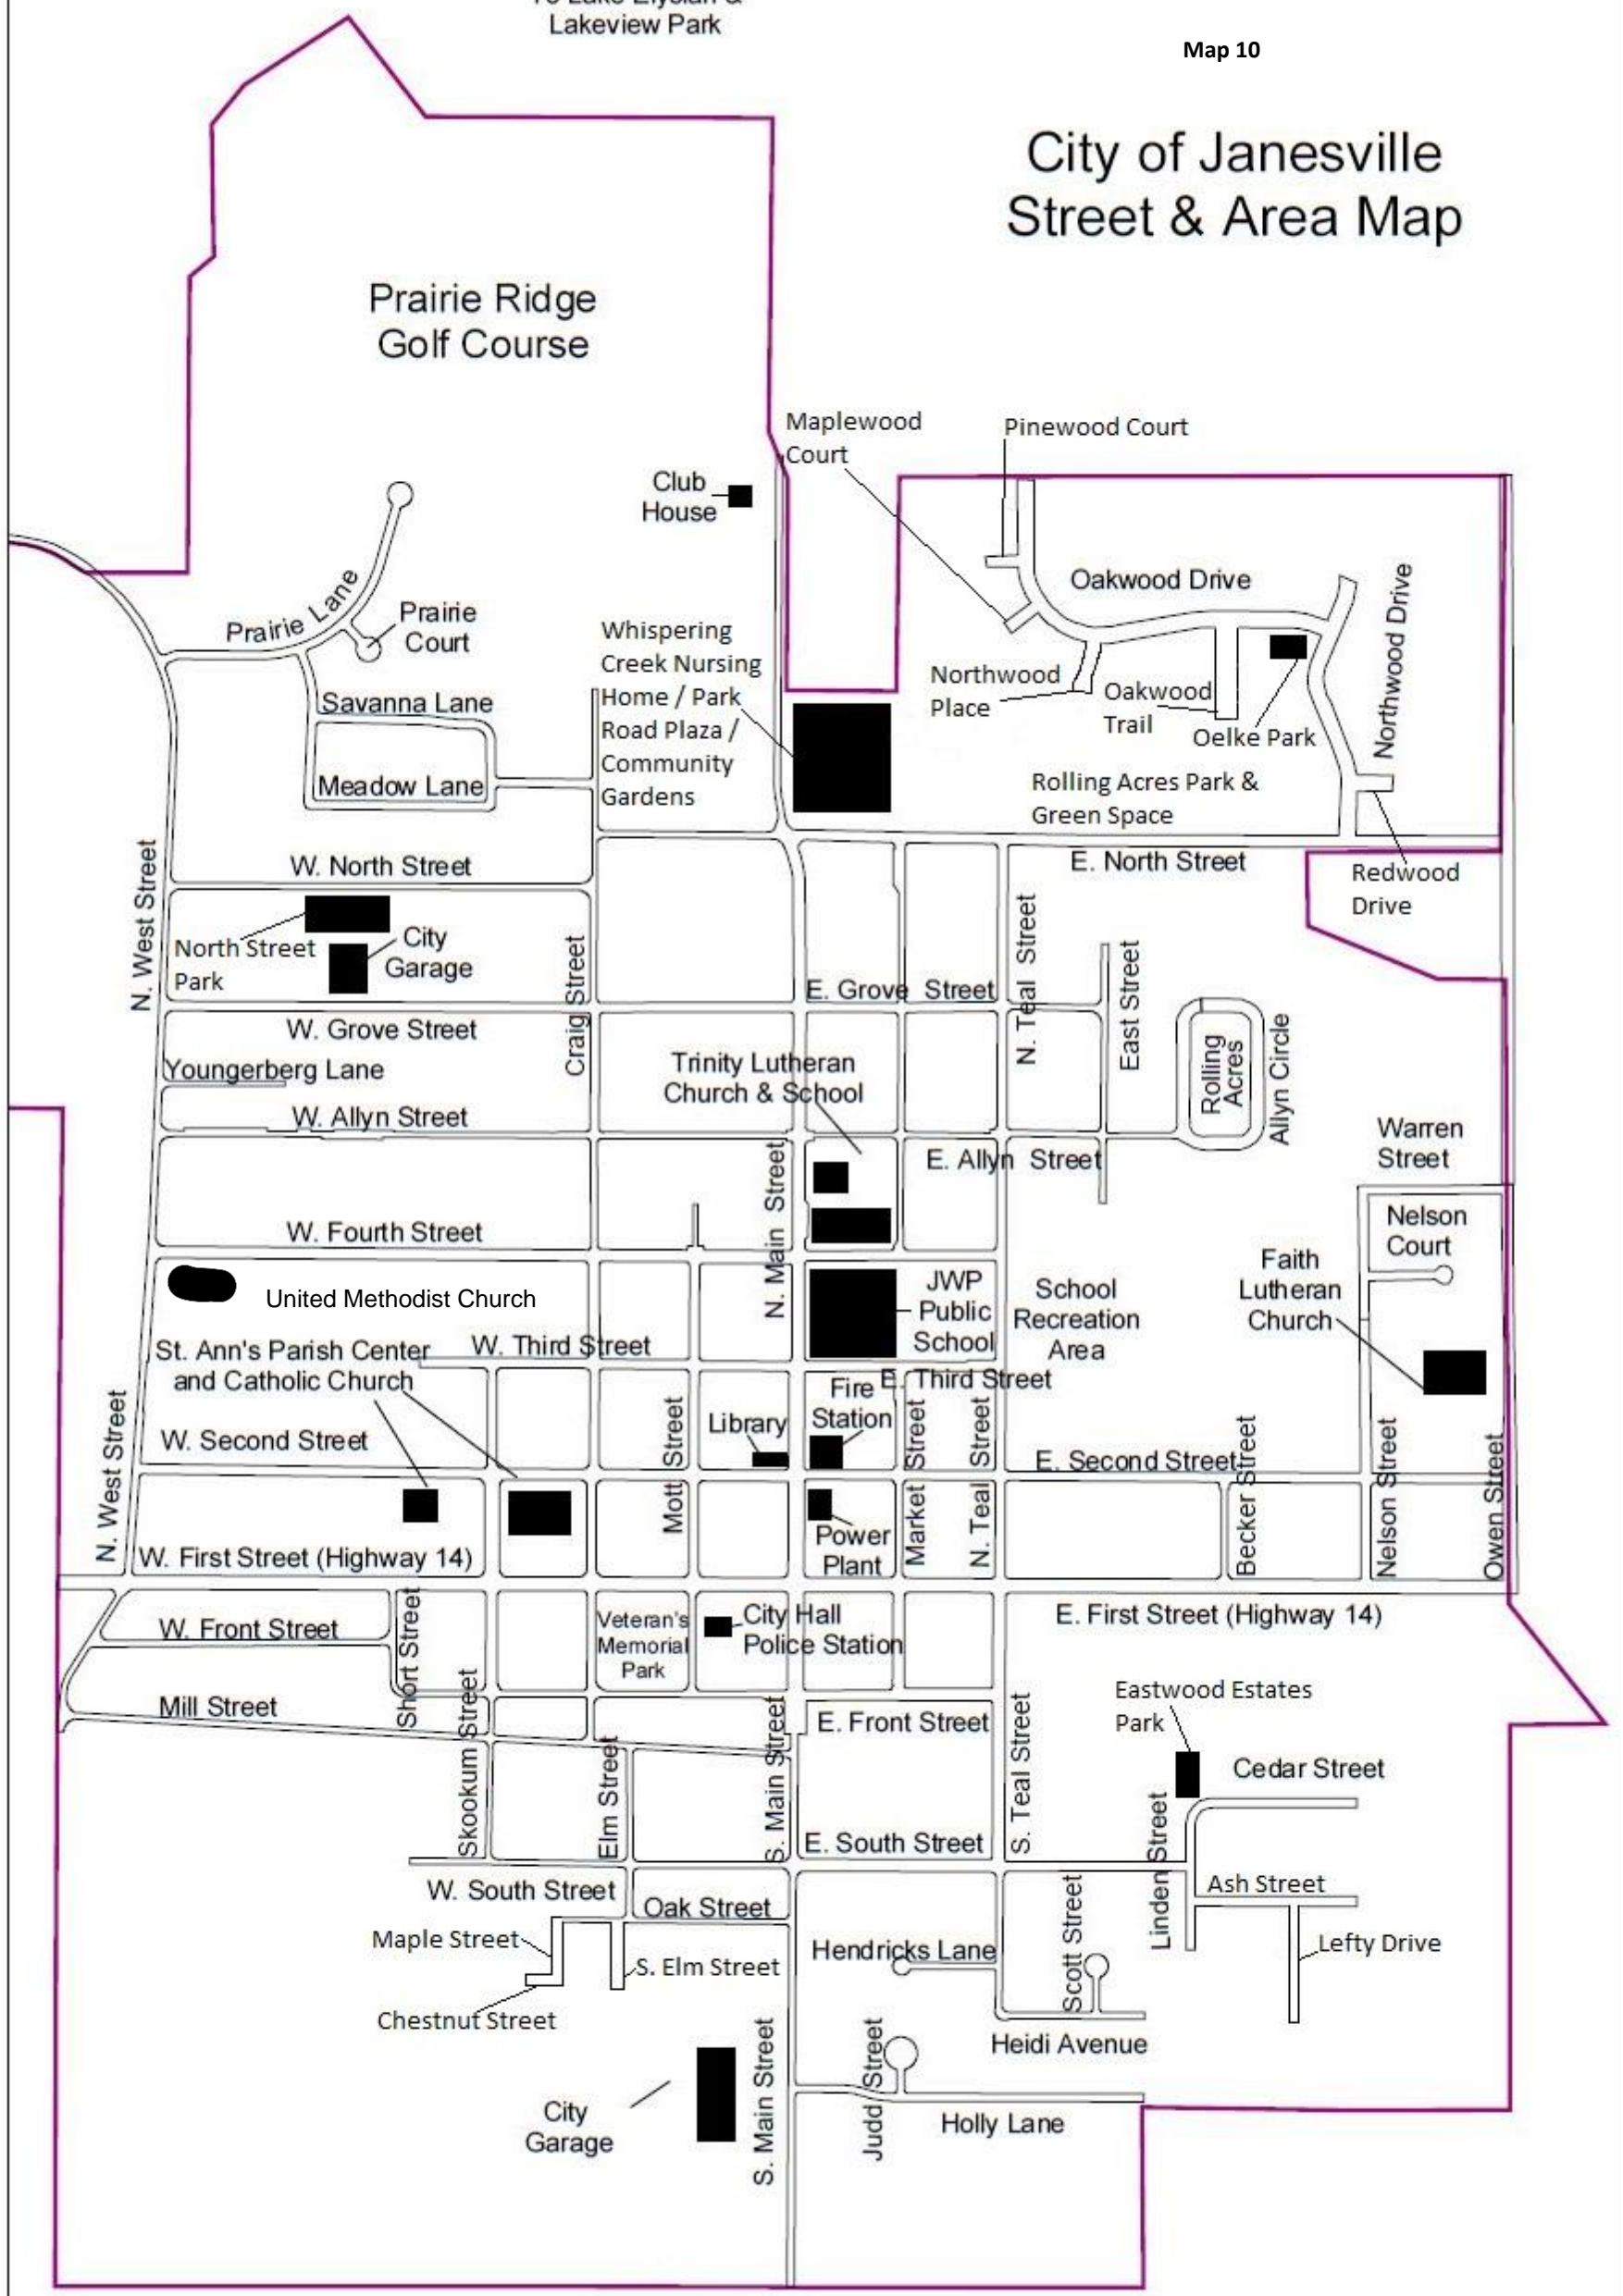 To Lake Elysian &
Lakeview Park
Map 10
City of Janesville
Street & Area Map
Prairie Ridge
Golf Course
Maplewood
Court
Pinewood Court
Club
House
Oakwood Drive
Northwood Drive
Prairie Lane
Prairie
Court
Whispering
Creek Nursing
Home / Park
Road Plaza /
Community
Gardens
Northwood
Place
Oakwood
Trail
Oelke Park
Savanna Lane
Meadow Lane
Rolling Acres Park &
Green Space
N. West Street
W. North Street
E. North Street
Redwood
Drive
North Street
Park
City
Garage
Craig Street
N. Teal Street
East Street
E. Grove Street
W. Grove Street
Rolling
Acres
Allyn Circle
Youngerberg Lane
Trinity Lutheran
Church & School
W. Allyn Street
E. Allyn Street
Warren
Street
N. Main Street
W. Fourth Street
Nelson
Court
Faith
Lutheran
Church
United Methodist Church
JWP
Public
School
School
Recreation
Area
St. Ann's Parish Center
and Catholic Church
W. Third Street
E. Third Street
Fire
Station
Library
N. West Street
W. Second Street
Mott Street
Market Street
N. Teal Street
E. Second Street
Becker Street
Nelson Street
Owen Street
Power
Plant
W. First Street (Highway 14)
E. First Street (Highway 14)
W. Front Street
Short Street
Veteran's
Memorial
Park
City Hall
Police Station
Mill Street
Skookum Street
Elm Street
S. Main Street
E. Front Street
S. Teal Street
Eastwood Estates
Park
Cedar Street
Linden Street
E. South Street
W. South Street
Oak Street
Ash Street
Maple Street
S. Elm Street
Chestnut Street
Hendricks Lane
Scott Street
Lefty Drive
Heidi Avenue
City
Garage
S. Main Street
Judd Street
Holly Lane